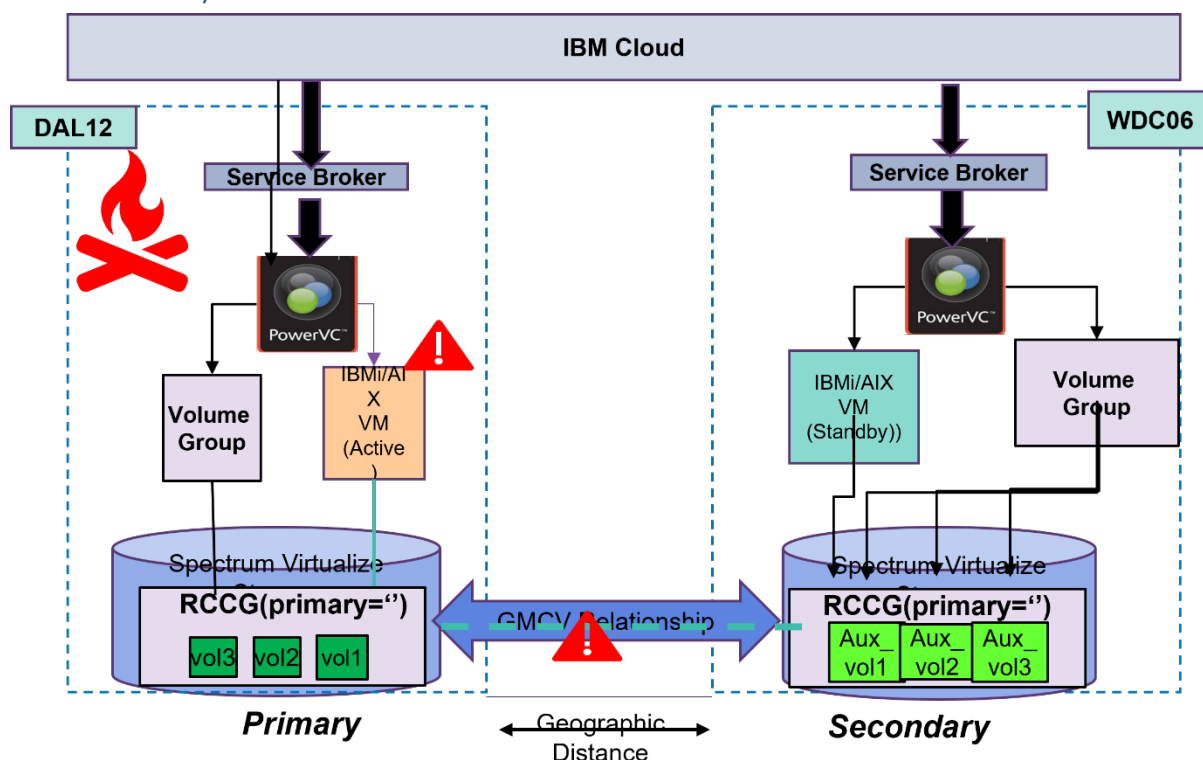 IBM Cloud
DAL12
WDC06
Service Broker
Service Broker
PowerVC™
PowerVC™
Volume
Group
IBMi/AI
X
VM
(Active
)
IBMi/AIX
VM
(Standby))
Volume
Group
Spectrum Virtualize
RCCG(primary=‘’)
vol3
vol2
vol1
GMCV Relationship
Spectrum Virtualize
RCCG(primary=‘’)
Aux_
vol1
Aux_
vol2
Aux_
vol3
Primary
Geographic
Distance
Secondary